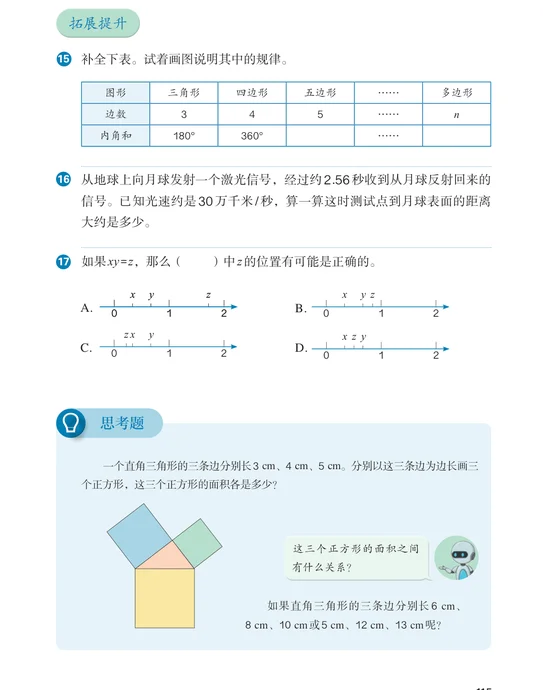 拓展提升
15 补全下表。试着画图说明其中的规律。
图形 三角形 四边形 五边形 …… 多边形
边数 3 4 5 …… n
内角和 180° 360° ……
16 从地球上向月球发射一个激光信号，经过约2.56秒收到从月球反射回来的
信号。已知光速约是30万千米/秒，算一算这时测试点到月球表面的距离
大约是多少。
17 如果xy=z，那么（　　）中z的位置有可能是正确的。
A. x y z
0 1 2
B. x y z
0 1 2
C. z x y
0 1 2
D. x z y
0 1 2
思考题
一个直角三角形的三条边分别长3 cm、4 cm、5 cm。分别以这三条边为边长画三
个正方形，这三个正方形的面积各是多少？
这三个正方形的面积之间
有什么关系？
如果直角三角形的三条边分别长6 cm、
8 cm、10 cm或5 cm、12 cm、13 cm呢？